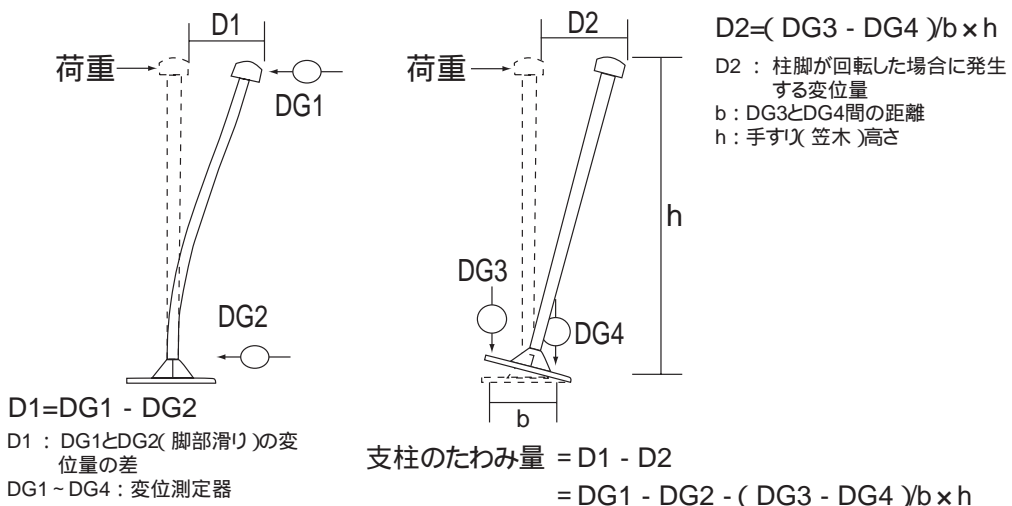 D1
荷重
DG1
DG2
D1=DG1 - DG2
D1 : DG1とDG2( 脚部滑り )の変
位量の差
DG1 ~ DG4 : 変位測定器
D2
荷重
h
DG3
DG4
b
D2=( DG3 - DG4 )/b×h
D2 : 柱脚が回転した場合に発生
する変位量
b : DG3とDG4間の距離
h : 手すり( 笠木 )高さ
支柱のたわみ量 = D1 - D2
= DG1 - DG2 - ( DG3 - DG4 )/b×h